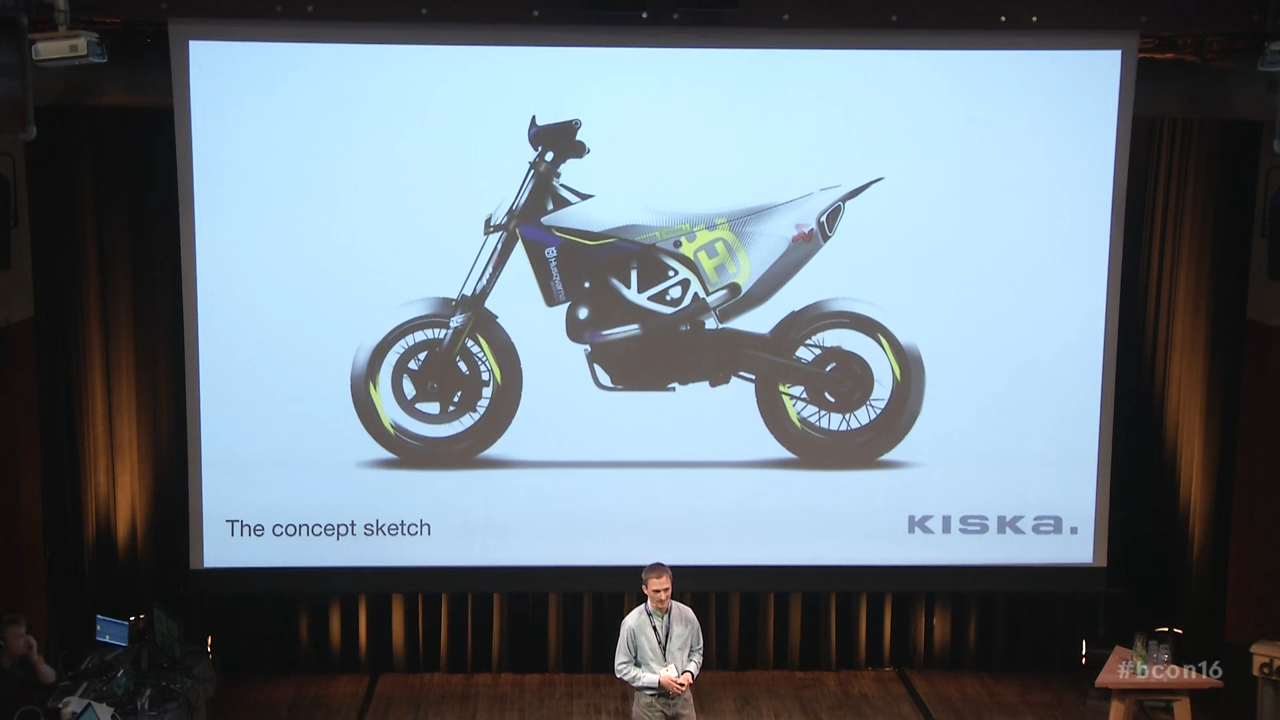 Husqvarna
H
The concept sketch
KISKA.
#bcon16